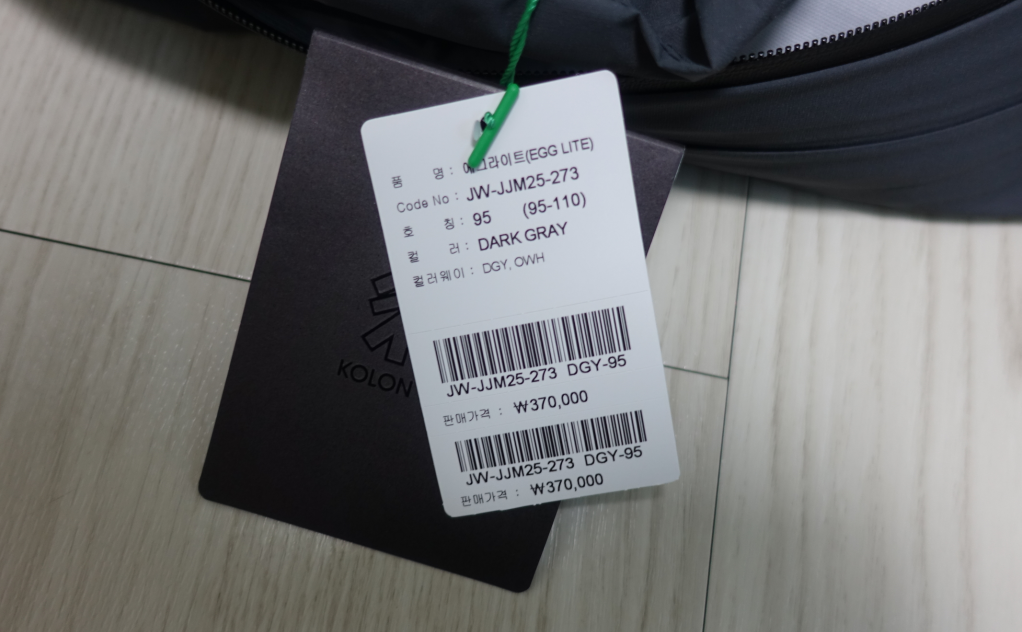 품 명 : 에그라이트(EGG LITE)
Code No : JW-JJM25-273
호 칭 : 95 (95-110)
컬 러 : DARK GRAY
컬러웨이 : DGY, OWH
JW-JJM25-273 DGY-95
판매가격 : ₩370,000
JW-JJM25-273 DGY-95
판매가격 : ₩370,000
KOLON